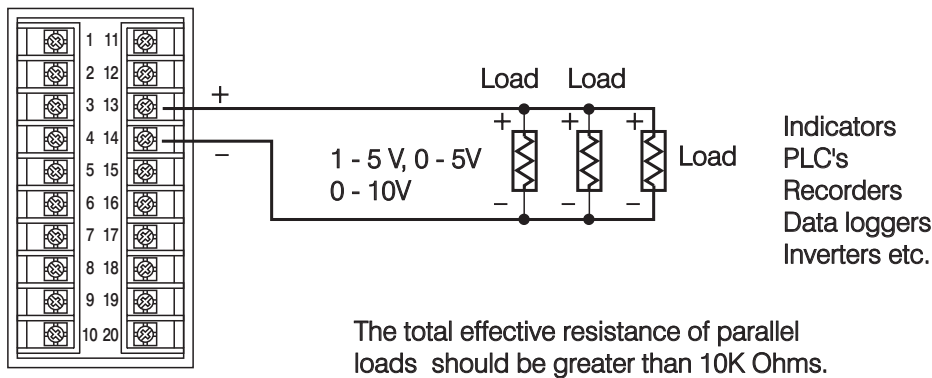 1 11
2 12
3 13
4 14
5 15
6 16
7 17
8 18
9 19
10 20
+
–
Load Load
+ + +
1 - 5 V, 0 - 5V
0 - 10V
Load
– – –
Indicators
PLC's
Recorders
Data loggers
Inverters etc.
The total effective resistance of parallel
loads should be greater than 10K Ohms.